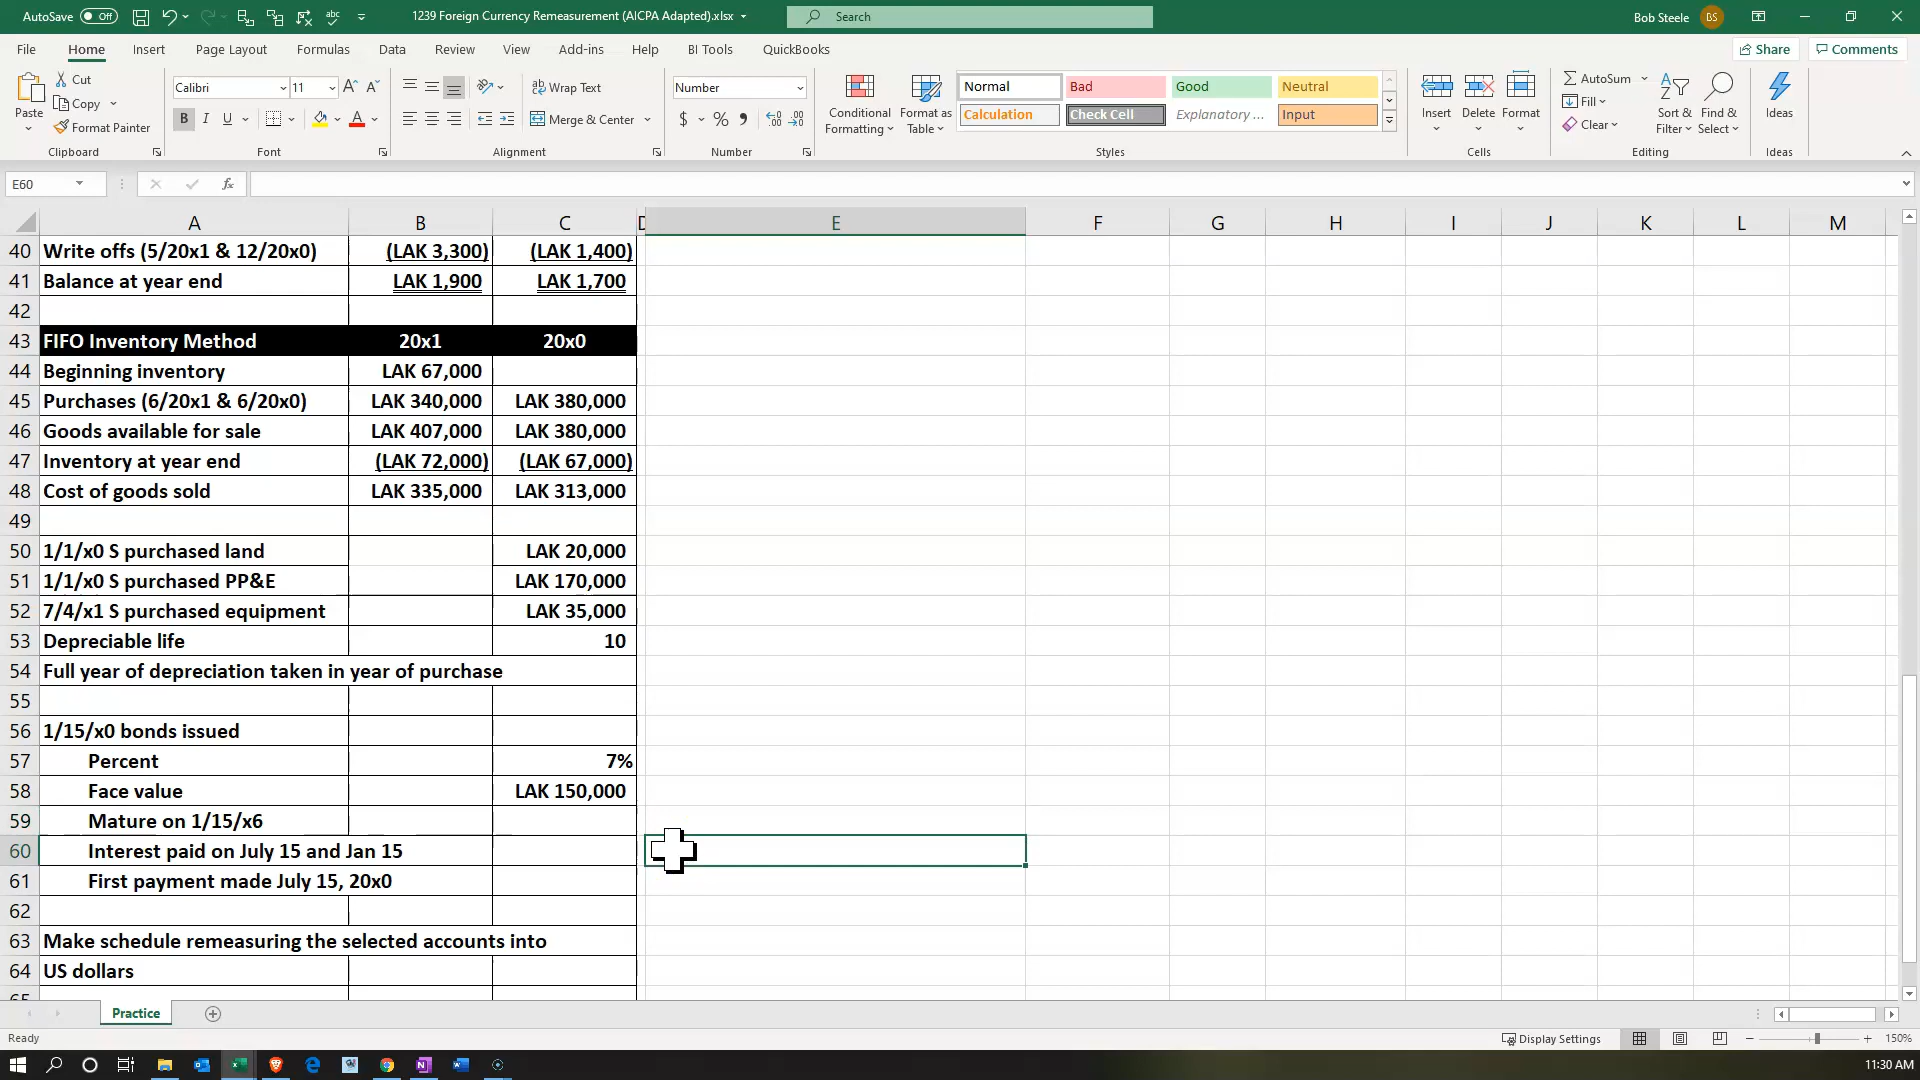 AutoSave Off 1239 Foreign Currency Remeasurement (AICPA Adapted).xlsx Search Bob Steele BS
File Home Insert Page Layout Formulas Data Review View Add-ins Help BI Tools QuickBooks Share Comments
Paste Cut Copy Format Painter
Calibri 11 B I U A
Wrap Text Merge & Center
Number $ % ,
Conditional Formatting Format as Table
Normal Bad Good Neutral
Calculation Check Cell Explanatory ... Input
Insert Delete Format
AutoSum Fill Clear Sort & Filter Find & Select
Ideas
Clipboard Font Alignment Number Styles Cells Editing Ideas
E60 fx
A B C D E F G H I J K L M
40 Write offs (5/20x1 & 12/20x0) (LAK 3,300) (LAK 1,400)
41 Balance at year end LAK 1,900 LAK 1,700
42
43 FIFO Inventory Method 20x1 20x0
44 Beginning inventory LAK 67,000
45 Purchases (6/20x1 & 6/20x0) LAK 340,000 LAK 380,000
46 Goods available for sale LAK 407,000 LAK 380,000
47 Inventory at year end (LAK 72,000) (LAK 67,000)
48 Cost of goods sold LAK 335,000 LAK 313,000
49
50 1/1/x0 S purchased land LAK 20,000
51 1/1/x0 S purchased PP&E LAK 170,000
52 7/4/x1 S purchased equipment LAK 35,000
53 Depreciable life 10
54 Full year of depreciation taken in year of purchase
55
56 1/15/x0 bonds issued
57 Percent 7%
58 Face value LAK 150,000
59 Mature on 1/15/x6
60 Interest paid on July 15 and Jan 15
61 First payment made July 15, 20x0
62
63 Make schedule remeasuring the selected accounts into
64 US dollars
65
Practice
Ready Display Settings 150%
11:30 AM